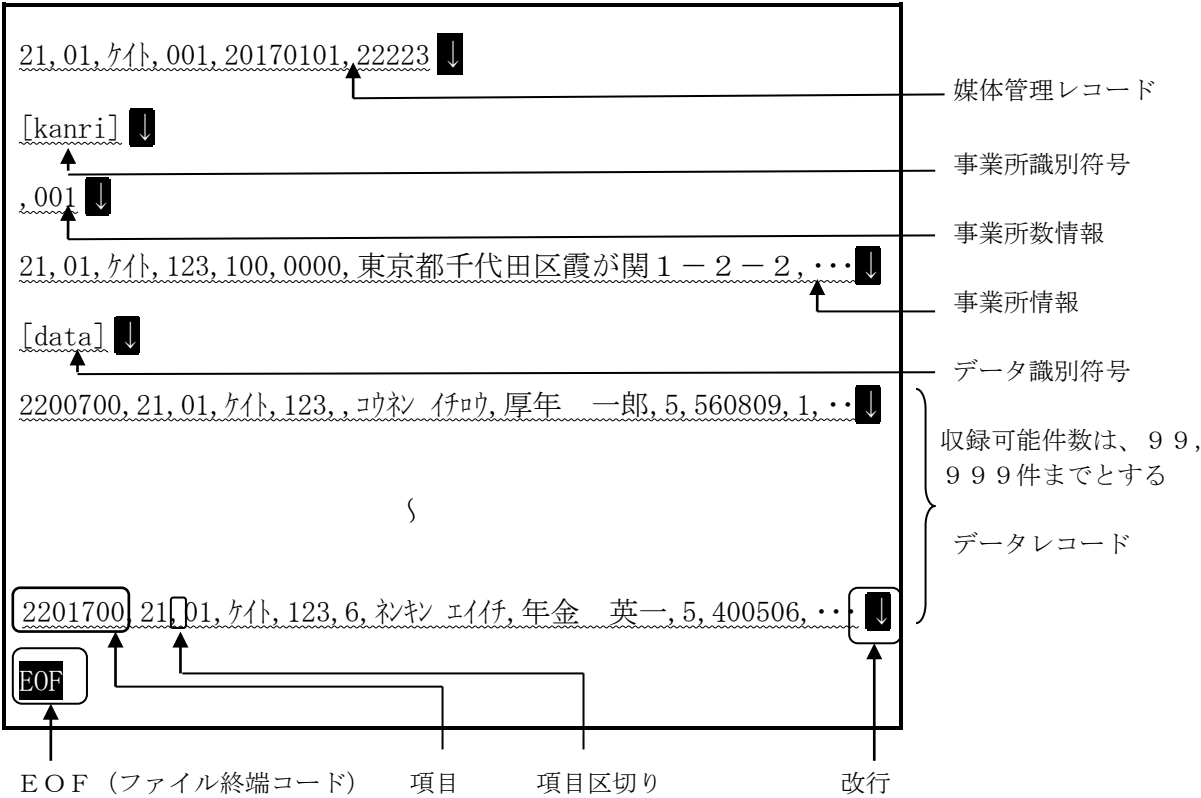 21,01,ｹｲﾄ,001,20170101,22223↓
媒体管理レコード
[kanri]↓
事業所識別符号
,001↓
事業所数情報
21,01,ｹｲﾄ,123,100,0000,東京都千代田区霞が関１－２－２,･･･↓
事業所情報
[data]↓
データ識別符号
2200700,21,01,ｹｲﾄ,123,,ｺｳﾈﾝ ｲﾁﾛｳ,厚年　一郎,5,560809,1,･･↓
収録可能件数は、９９,
９９９件までとする
～
データレコード
2201700,21,01,ｹｲﾄ,123,6,ﾈﾝｷﾝ ｴｲｲﾁ,年金　英一,5,400506,･･･↓
EOF
ＥＯＦ（ファイル終端コード）　項目　項目区切り　改行